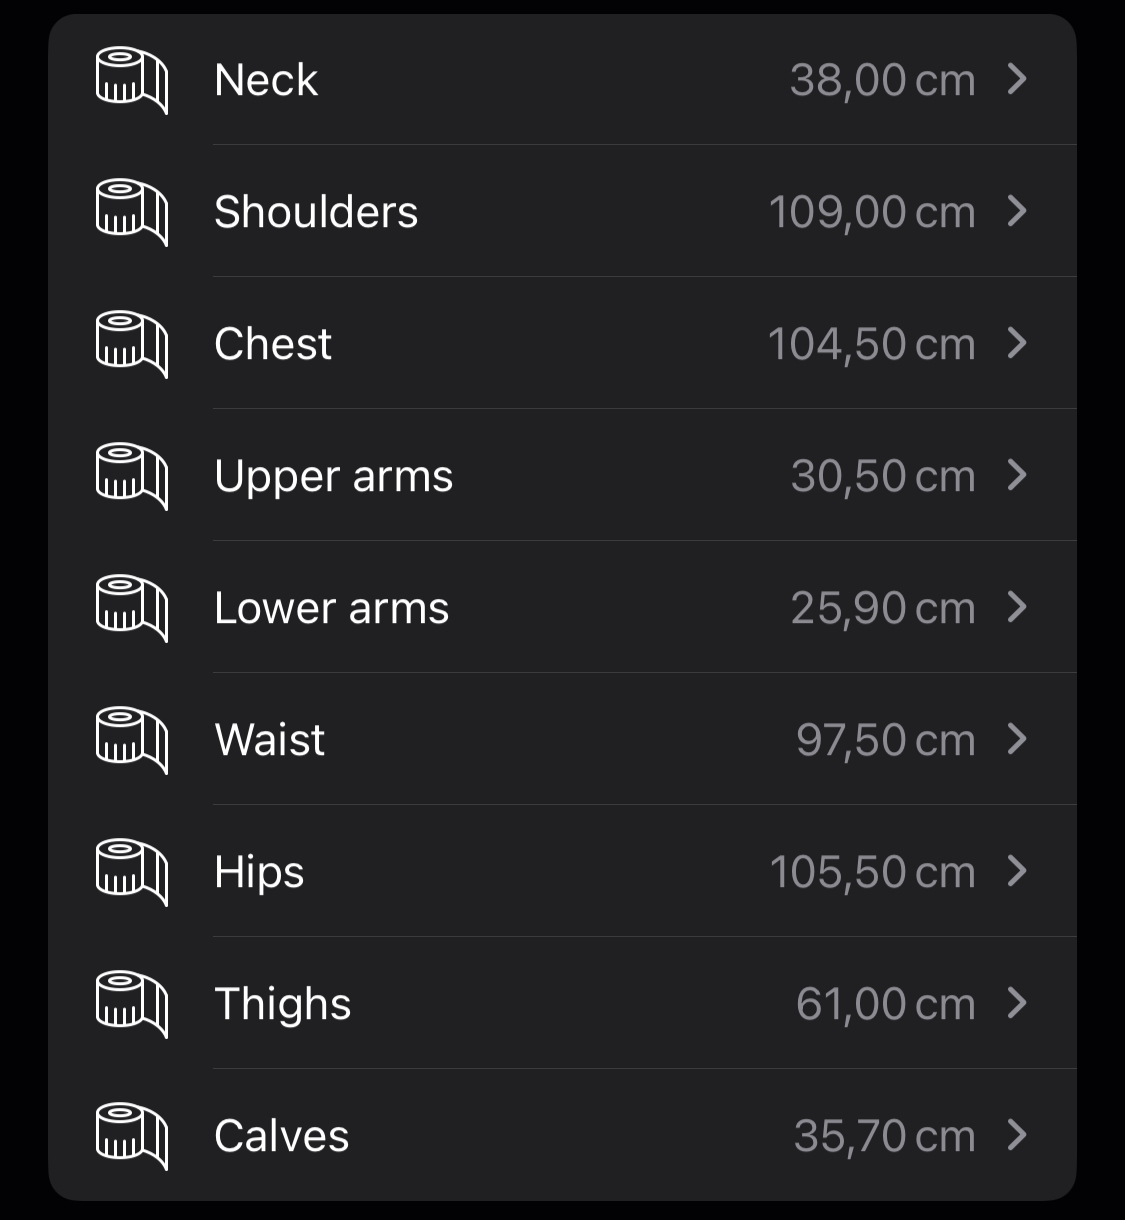 Neck 38,00 cm
Shoulders 109,00 cm
Chest 104,50 cm
Upper arms 30,50 cm
Lower arms 25,90 cm
Waist 97,50 cm
Hips 105,50 cm
Thighs 61,00 cm
Calves 35,70 cm